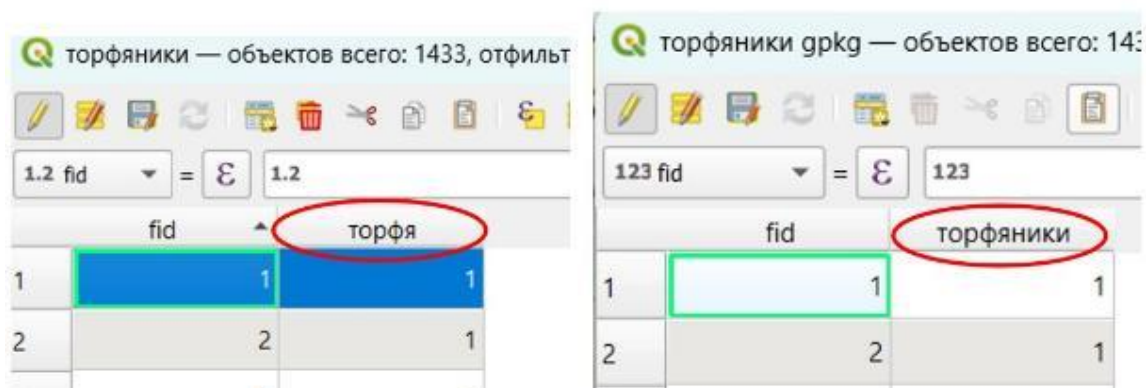 торфяники — объектов всего: 1433, отфильт
1.2 fid = ε 1.2
fid торфя
1 1 1
2 2 1
торфяники gpkg — объектов всего: 143
123 fid = ε 123
fid торфяники
1 1 1
2 2 1